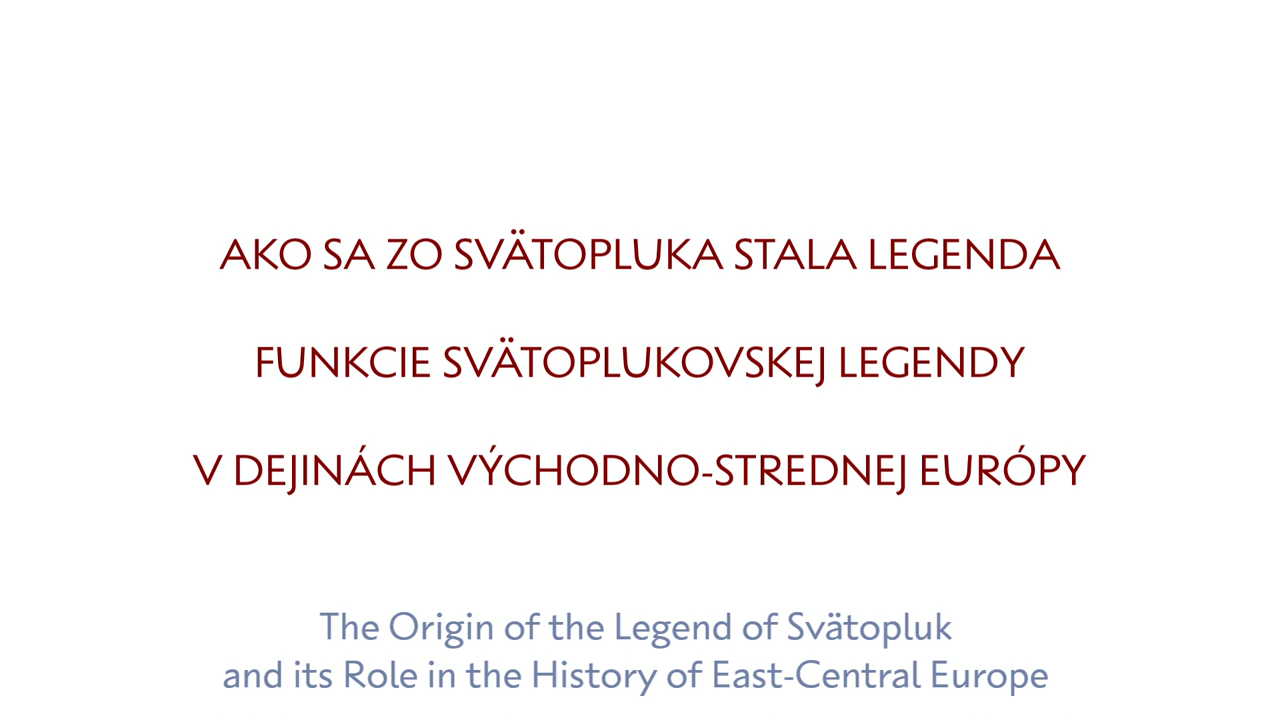 AKO SA ZO SVÄTOPLUKA STALA LEGENDA
FUNKCIE SVÄTOPLUKOVSKEJ LEGENDY
V DEJINÁCH VÝCHODNO-STREDNEJ EURÓPY
The Origin of the Legend of Svätopluk
and its Role in the History of East-Central Europe